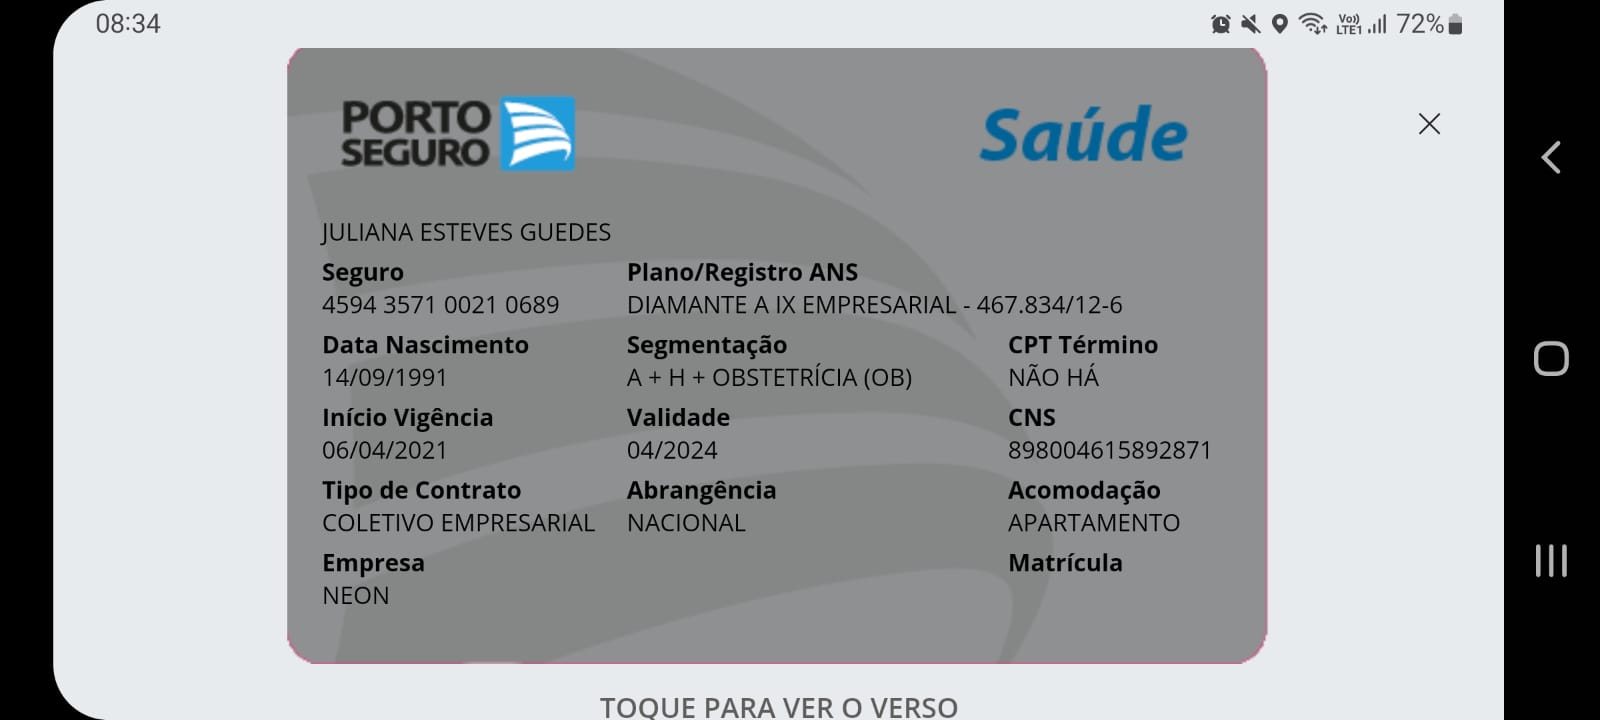 08:34 Vo)) LTE1 72%
PORTO SEGURO
Saúde
JULIANA ESTEVES GUEDES
Seguro Plano/Registro ANS
4594 3571 0021 0689 DIAMANTE A IX EMPRESARIAL - 467.834/12-6
Data Nascimento Segmentação CPT Término
14/09/1991 A + H + OBSTETRÍCIA (OB) NÃO HÁ
Início Vigência Validade CNS
06/04/2021 04/2024 898004615892871
Tipo de Contrato Abrangência Acomodação
COLETIVO EMPRESARIAL NACIONAL APARTAMENTO
Empresa Matrícula
NEON
TOQUE PARA VER O VERSO